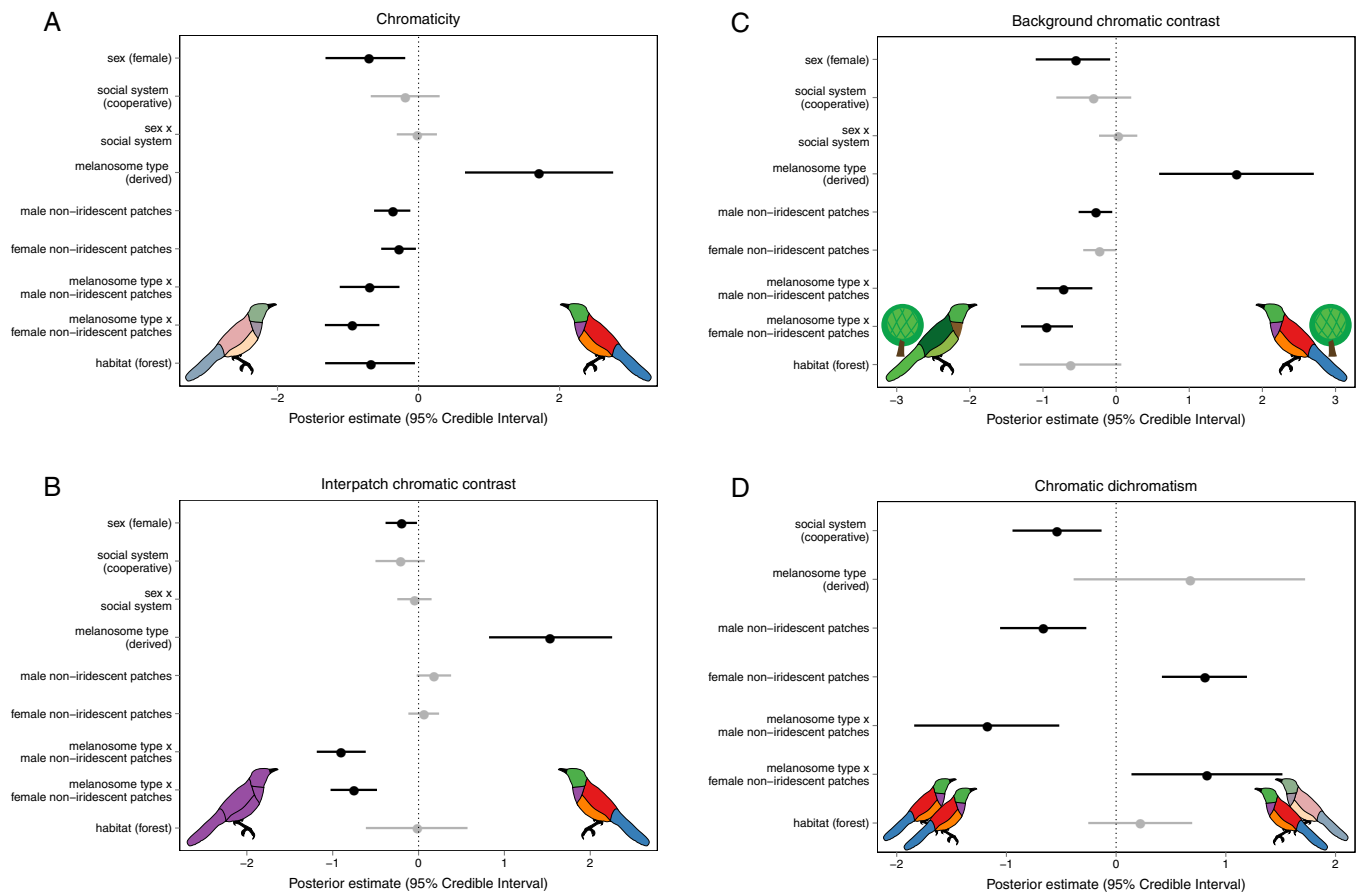 A
Chromaticity
sex (female)
social system
(cooperative)
sex x
social system
melanosome type
(derived)
male non−iridescent patches
female non−iridescent patches
melanosome type x
male non−iridescent patches
melanosome type x
female non−iridescent patches
habitat (forest)
−2
0
2
Posterior estimate (95% Credible Interval)
C
Background chromatic contrast
sex (female)
social system
(cooperative)
sex x
social system
melanosome type
(derived)
male non−iridescent patches
female non−iridescent patches
melanosome type x
male non−iridescent patches
melanosome type x
female non−iridescent patches
habitat (forest)
−3
−2
−1
0
1
2
3
Posterior estimate (95% Credible Interval)
B
Interpatch chromatic contrast
sex (female)
social system
(cooperative)
sex x
social system
melanosome type
(derived)
male non−iridescent patches
female non−iridescent patches
melanosome type x
male non−iridescent patches
melanosome type x
female non−iridescent patches
habitat (forest)
−2
−1
0
1
2
Posterior estimate (95% Credible Interval)
D
Chromatic dichromatism
social system
(cooperative)
melanosome type
(derived)
male non−iridescent patches
female non−iridescent patches
melanosome type x
male non−iridescent patches
melanosome type x
female non−iridescent patches
habitat (forest)
−2
−1
0
1
2
Posterior estimate (95% Credible Interval)